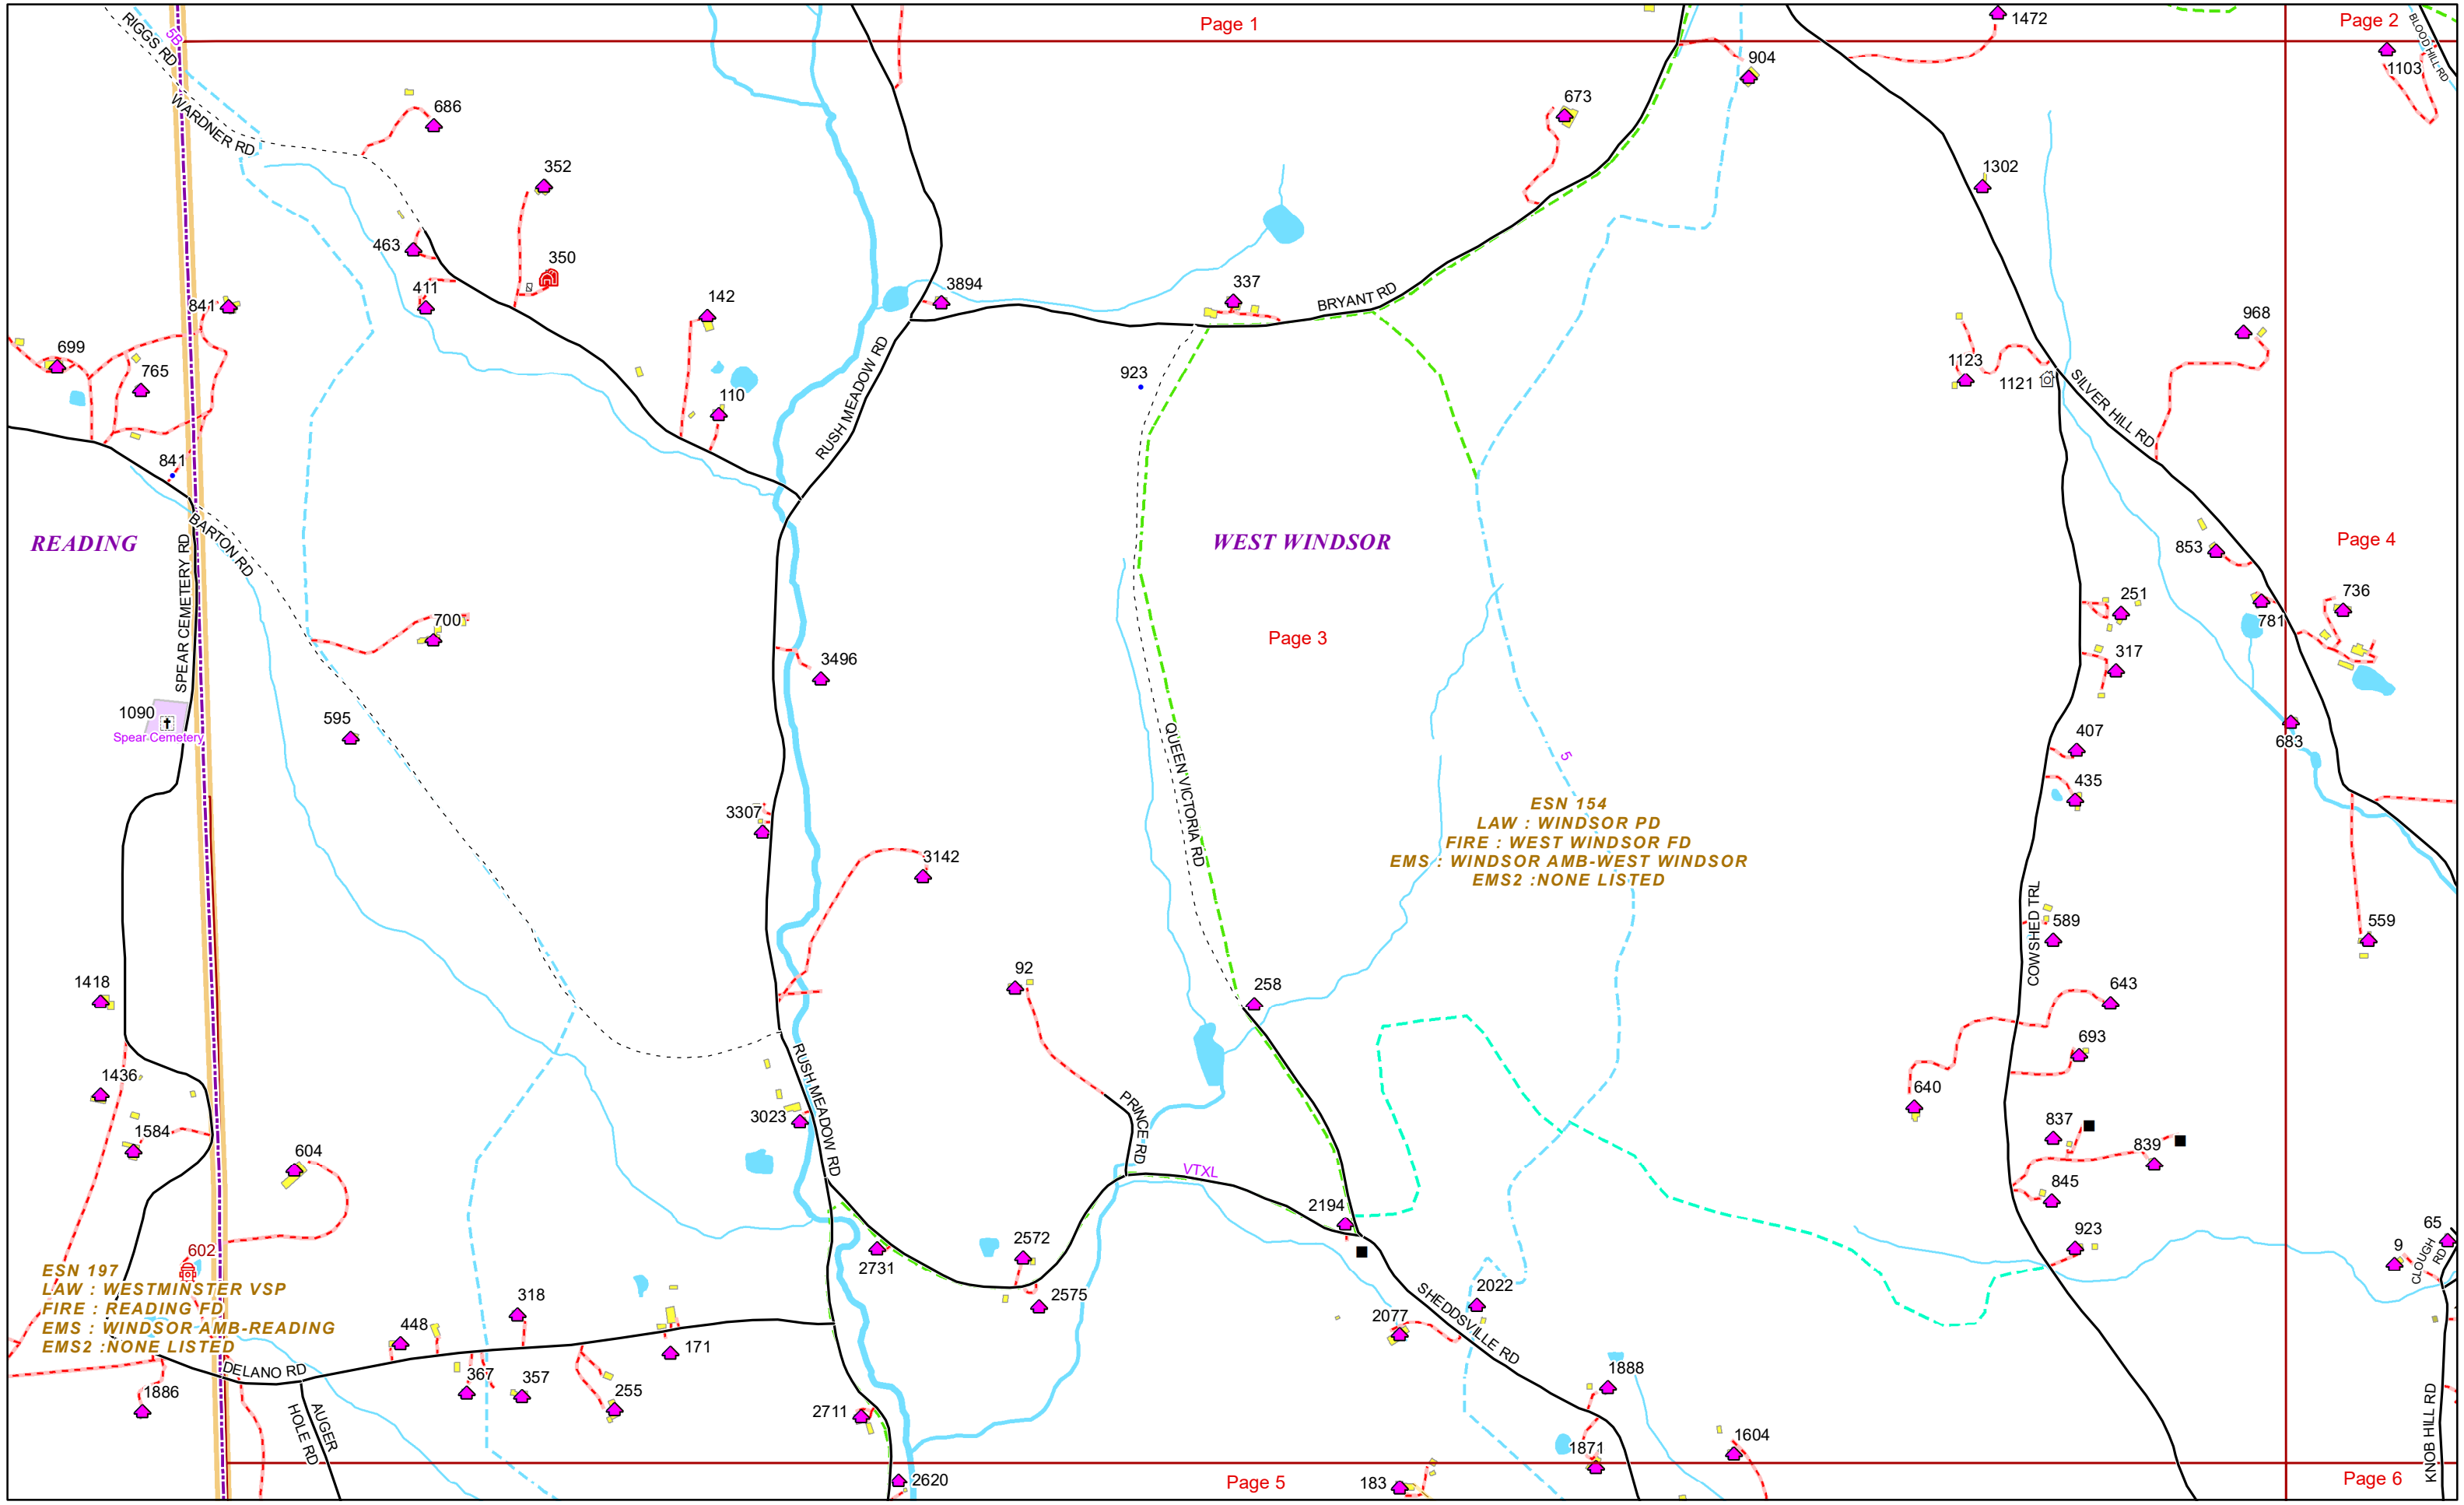 Page 1
Page 2
1472
RIGGS RD
5B
BLOOD HILL RD
904
1103
673
686
WARDNER RD
352
1302
463
350
411
841
142
3894
337
BRYANT RD
968
699
765
923
1123
1121
110
RUSH MEADOW RD
SILVER HILL RD
841
READING
BARTON RD
WEST WINDSOR
853
Page 4
SPEAR CEMETERY RD
700
Page 3
251
736
781
3496
317
1090
Spear Cemetery
595
QUEEN VICTORIA RD
5
407
683
435
3307
ESN 154
LAW : WINDSOR PD
FIRE : WEST WINDSOR FD
EMS : WINDSOR AMB-WEST WINDSOR
EMS2 :NONE LISTED
3142
COWSHED TRL
589
559
92
258
1418
643
693
1436
RUSH MEADOW RD
3023
PRINCE RD
640
837
1584
604
839
VTXL
845
2194
923
65
602
2731
2572
9
CLOUGH RD
ESN 197
LAW : WESTMINSTER VSP
FIRE : READING FD
EMS : WINDSOR AMB-READING
EMS2 :NONE LISTED
2575
2022
SHEDDSVILLE RD
2077
448
318
171
DELANO RD
367
357
255
1886
1888
AUGER
HOLE RD
2711
1604
1871
KNOB HILL RD
2620
Page 5
183
Page 6